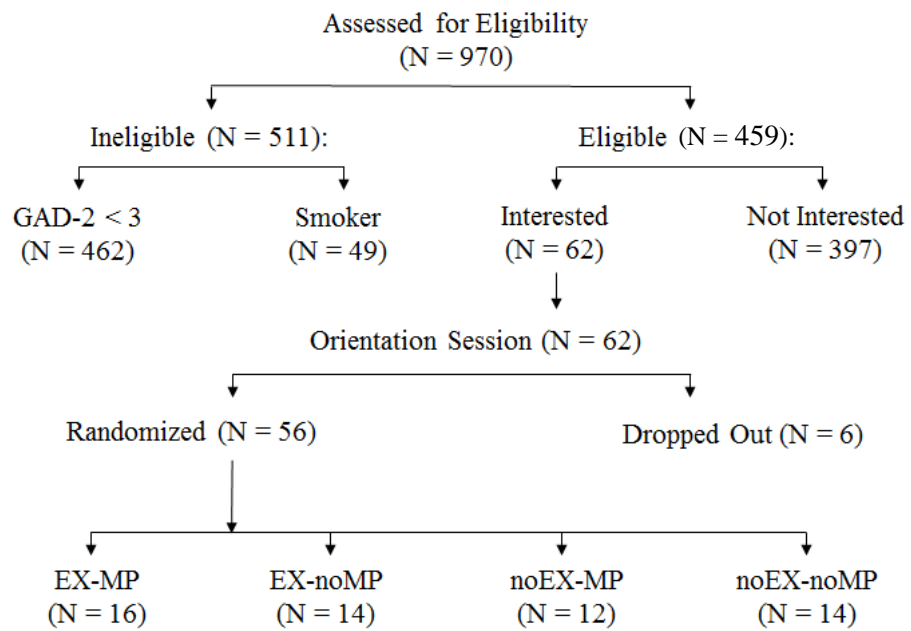 Assessed for Eligibility
(N = 970)
Ineligible (N = 511):
Eligible (N = 459):
GAD-2 < 3
(N = 462)
Smoker
(N = 49)
Interested
(N = 62)
Not Interested
(N = 397)
Orientation Session (N = 62)
Randomized (N = 56)
Dropped Out (N = 6)
EX-MP
(N = 16)
EX-noMP
(N = 14)
noEX-MP
(N = 12)
noEX-noMP
(N = 14)